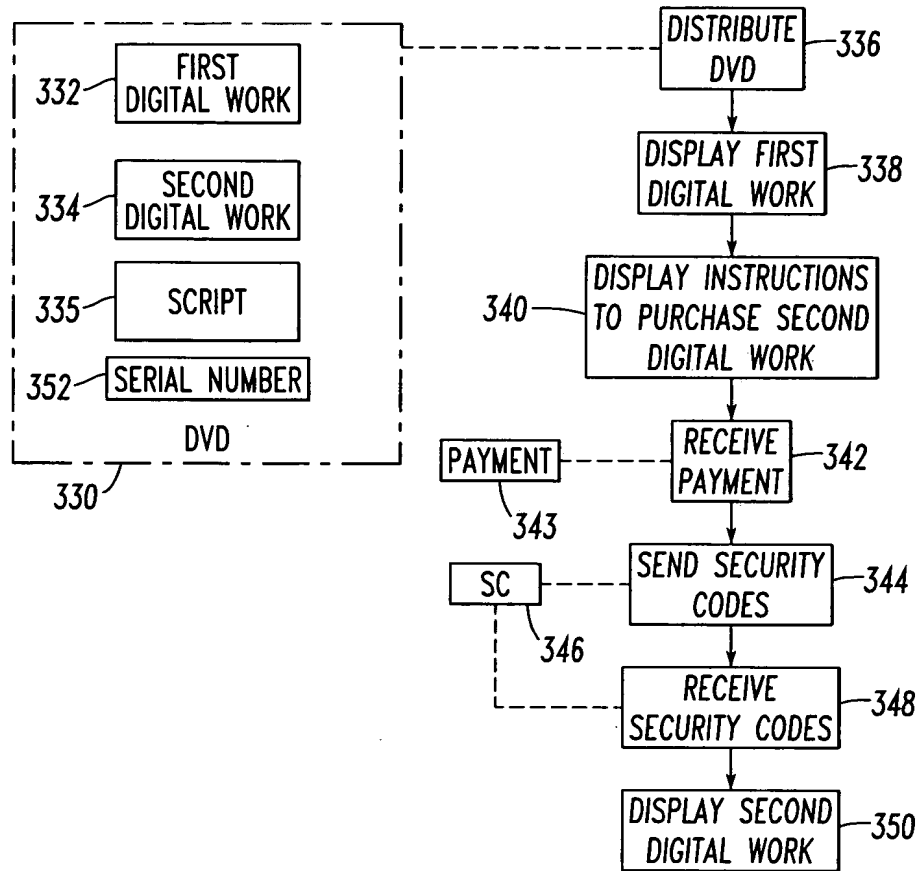 332
FIRST
DIGITAL WORK
334
SECOND
DIGITAL WORK
335
SCRIPT
352
SERIAL NUMBER
DVD
330
DISTRIBUTE
DVD
336
DISPLAY FIRST
DIGITAL WORK
338
340
DISPLAY INSTRUCTIONS
TO PURCHASE SECOND
DIGITAL WORK
PAYMENT
343
RECEIVE
PAYMENT
342
SC
346
SEND SECURITY
CODES
344
RECEIVE
SECURITY CODES
348
DISPLAY SECOND
DIGITAL WORK
350